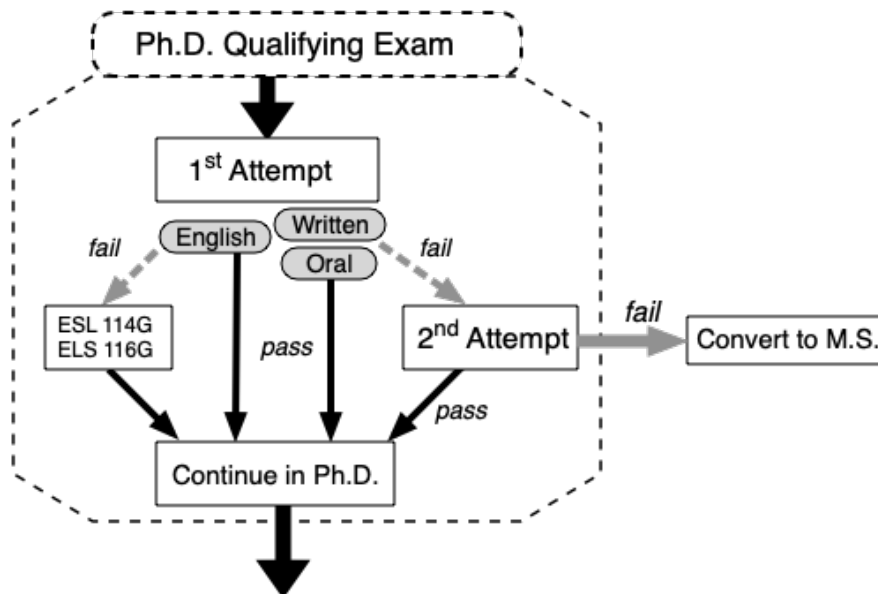 Ph.D. Qualifying Exam
1st Attempt
Written
English
fail
fail
Oral
ESL 114G
ELS 116G
pass
2nd Attempt
fail
Convert to M.S.
pass
Continue in Ph.D.